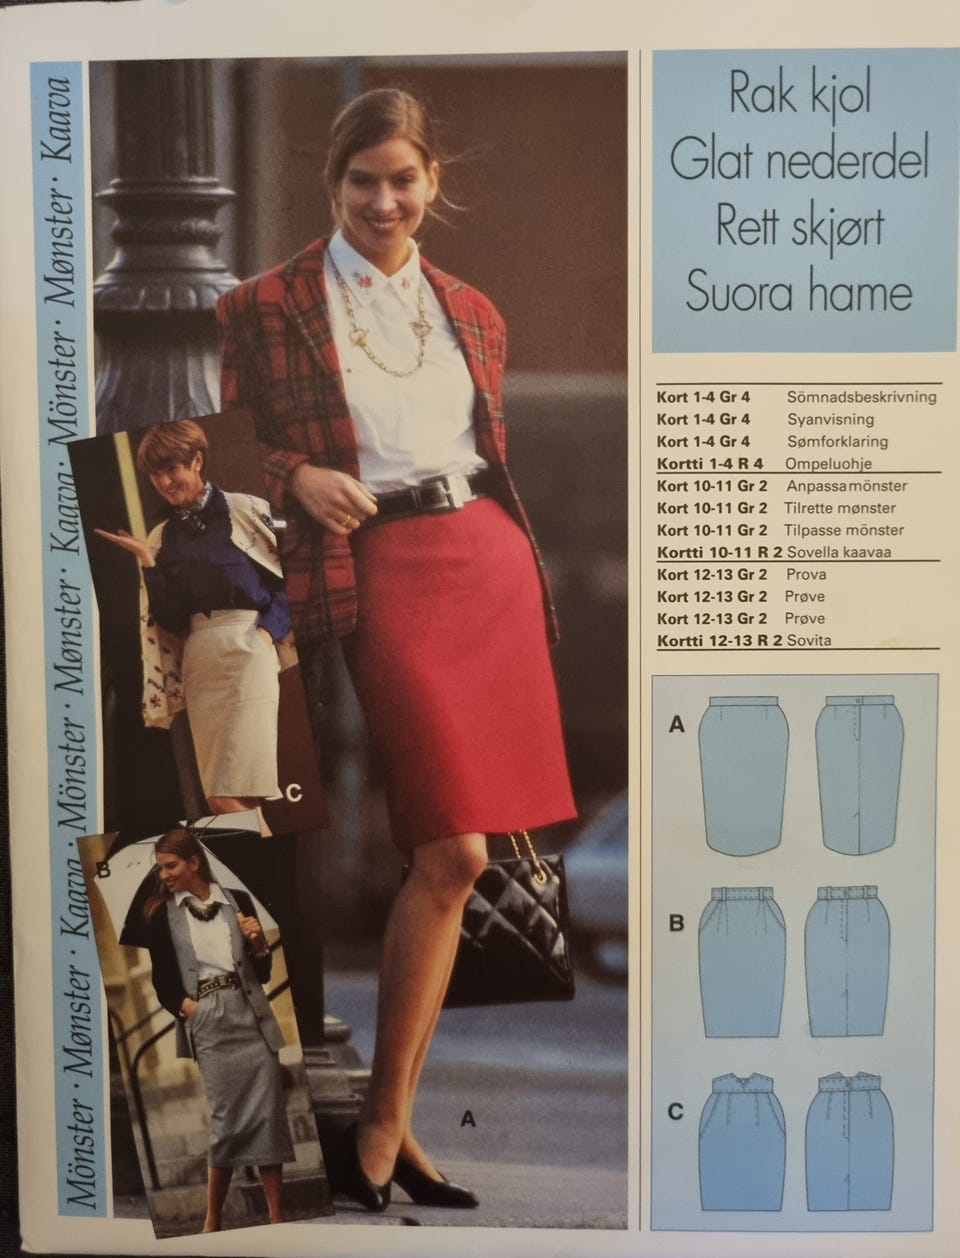 Mönster · Mønster · Kaava · Mönster · Mønster · Kaava · Mönster · Mønster · Kaava
Rak kjol
Glat nederdel
Rett skjørt
Suora hame
Kort 1-4 Gr 4 Sömnadsbeskrivning
Kort 1-4 Gr 4 Syanvisning
Kort 1-4 Gr 4 Sømforklaring
Kortti 1-4 R 4 Ompeluohje
Kort 10-11 Gr 2 Anpassa mönster
Kort 10-11 Gr 2 Tilrette mønster
Kort 10-11 Gr 2 Tilpasse mönster
Kortti 10-11 R 2 Sovella kaavaa
Kort 12-13 Gr 2 Prova
Kort 12-13 Gr 2 Prøve
Kort 12-13 Gr 2 Prøve
Kortti 12-13 R 2 Sovita
C
B
A
A
B
C